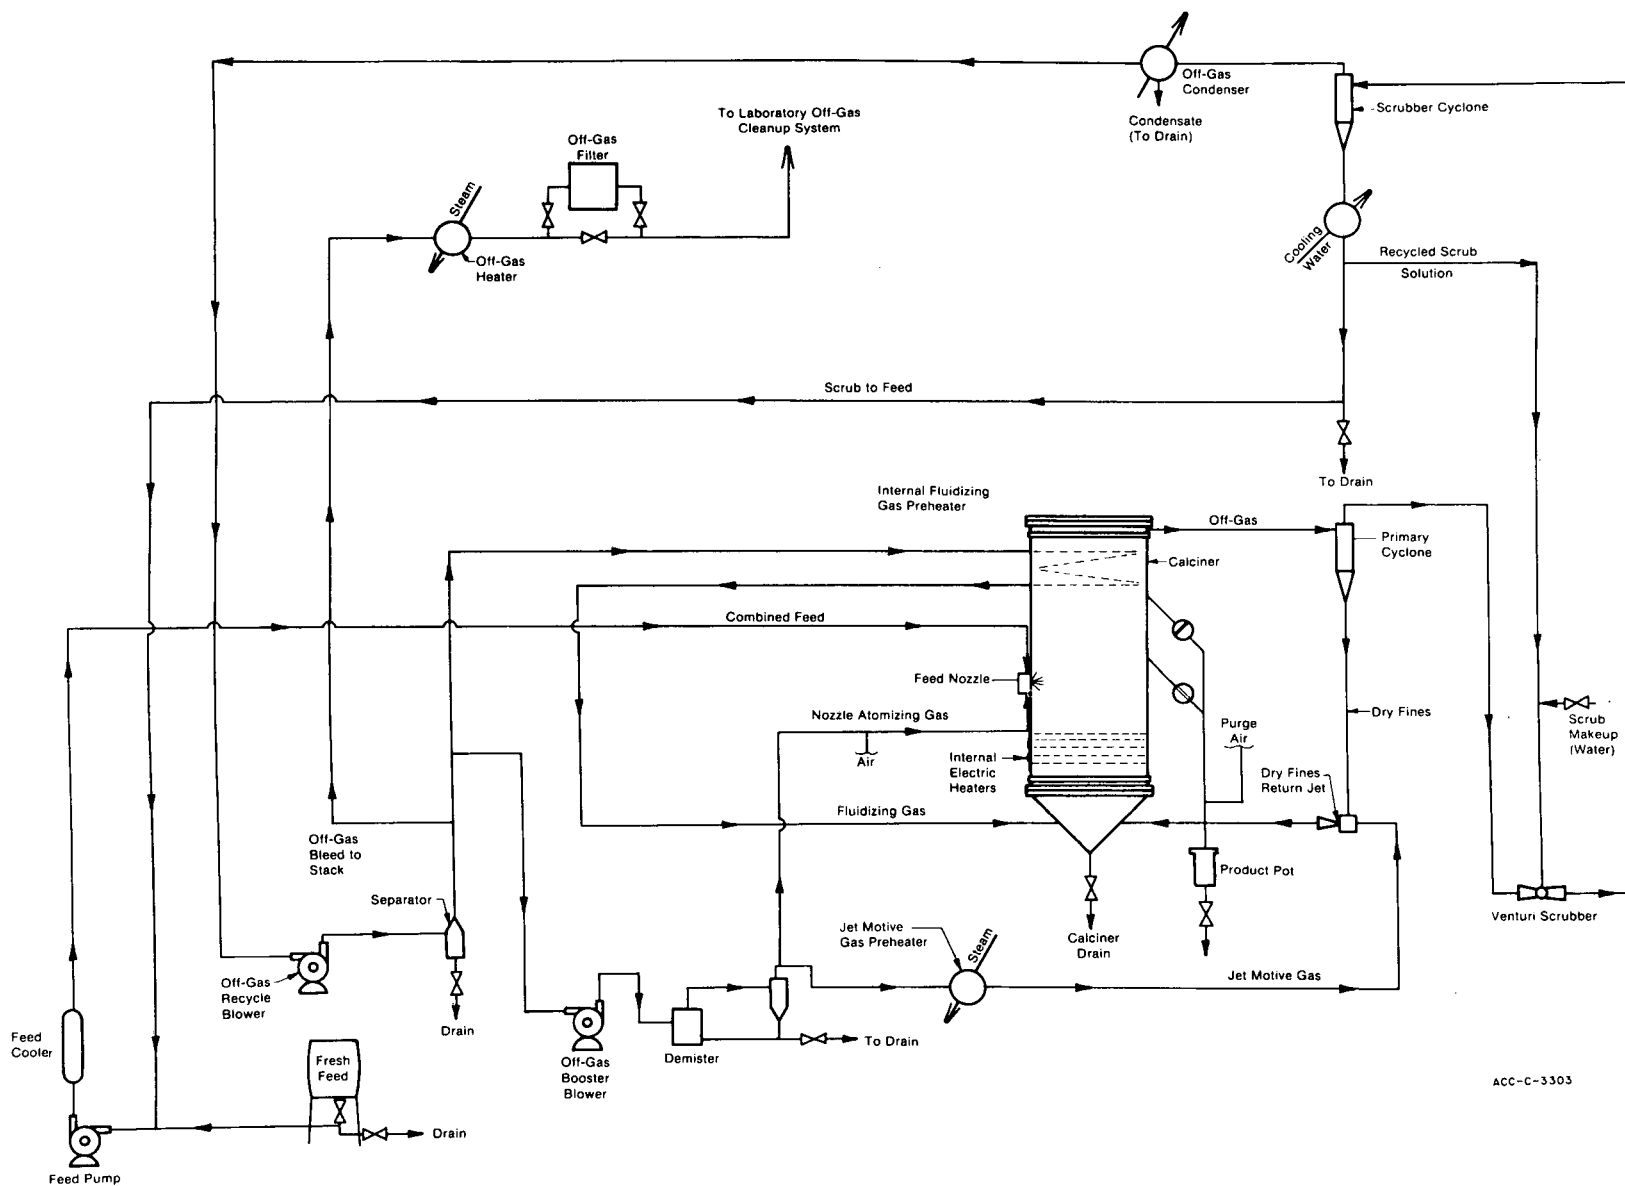 Off-Gas
Condenser
Condensate
(To Drain)
Scrubber Cyclone
To Laboratory Off-Gas
Cleanup System
Off-Gas
Filter
Steam
Off-Gas
Heater
Cooling
Water
Recycled Scrub
Solution
Scrub to Feed
To Drain
Internal Fluidizing
Gas Preheater
Off-Gas
Primary
Cyclone
Calciner
Combined Feed
Feed Nozzle
Nozzle Atomizing Gas
Air
Dry Fines
Purge
Air
Scrub
Makeup
(Water)
Internal
Electric
Heaters
Dry Fines
Return Jet
Fluidizing Gas
Off-Gas
Bleed to
Stack
Product Pot
Separator
Venturi Scrubber
Jet Motive
Gas Preheater
Steam
Calciner
Drain
Jet Motive Gas
Off-Gas
Recycle
Blower
Drain
Feed
Cooler
Fresh
Feed
Off-Gas
Booster
Blower
Demister
To Drain
ACC-C-3303
Drain
Feed Pump